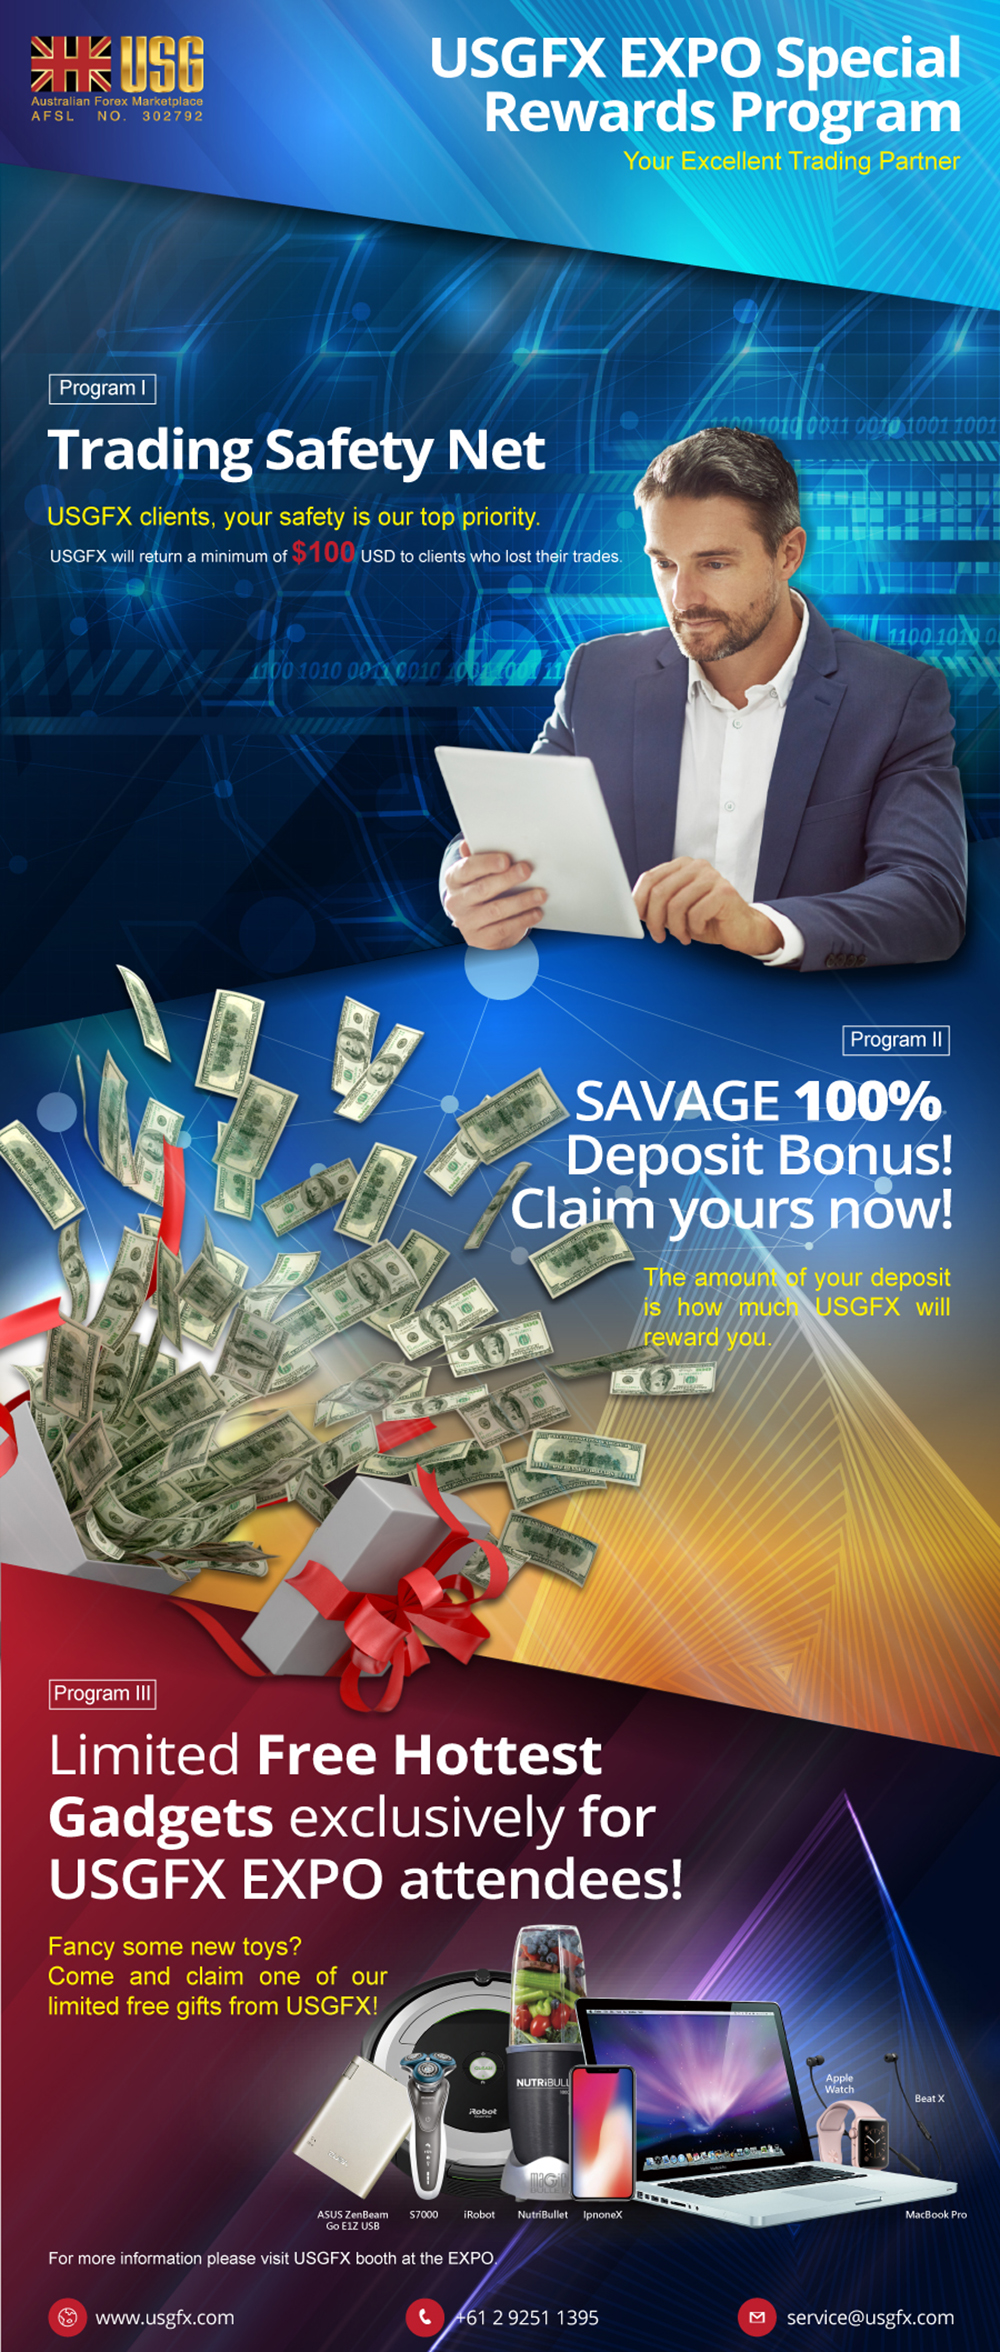 USG
Australian Forex Marketplace
AFSL NO. 302792
USGFX EXPO Special
Rewards Program
Your Excellent Trading Partner
Program I
Trading Safety Net
USGFX clients, your safety is our top priority.
USGFX will return a minimum of $100 USD to clients who lost their trades.
Program II
SAVAGE 100%
Deposit Bonus!
Claim yours now!
The amount of your deposit
is how much USGFX will
reward you.
Program III
Limited Free Hottest
Gadgets exclusively for
USGFX EXPO attendees!
Fancy some new toys?
Come and claim one of our
limited free gifts from USGFX!
iRobot
NUTRiBULL
Apple
Watch
Beat X
ASUS ZenBeam
Go E1Z USB
S7000
iRobot
NutriBullet
IpnoneX
MacBook Pro
For more information please visit USGFX booth at the EXPO.
www.usgfx.com
+61 2 9251 1395
service@usgfx.com